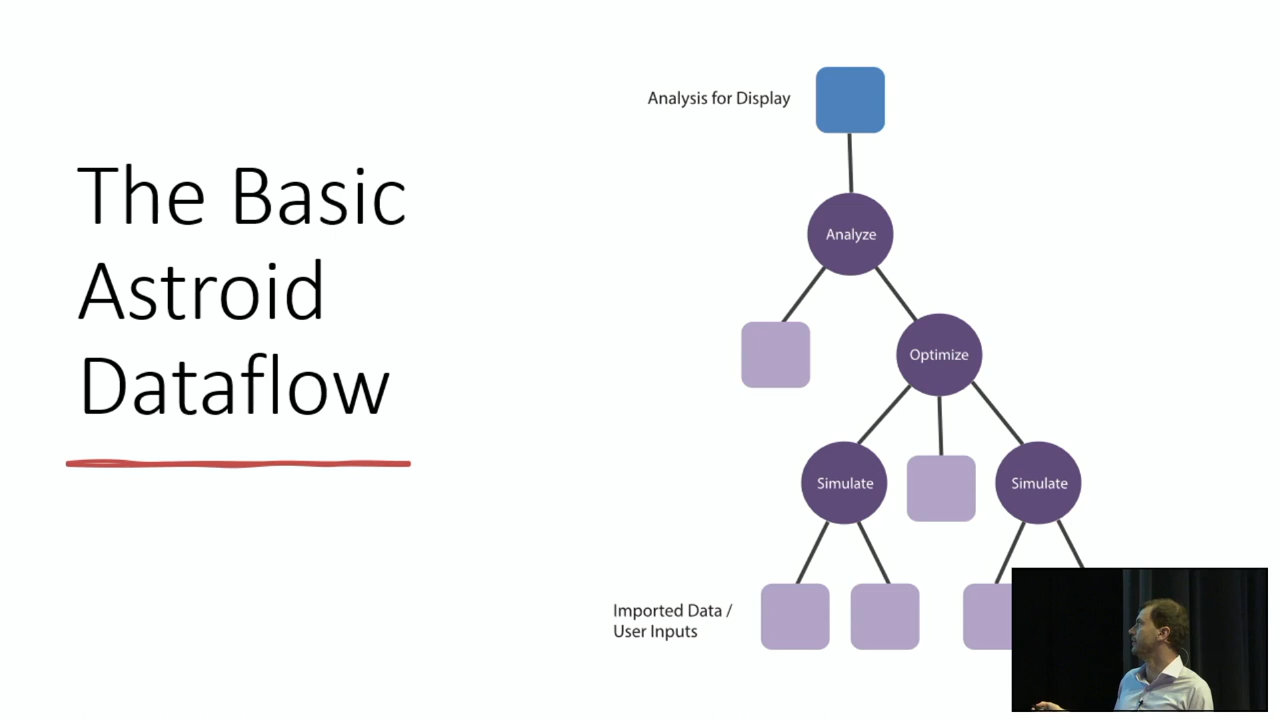 The Basic
Astroid
Dataflow
Analysis for Display
Analyze
Optimize
Simulate
Simulate
Imported Data /
User Inputs